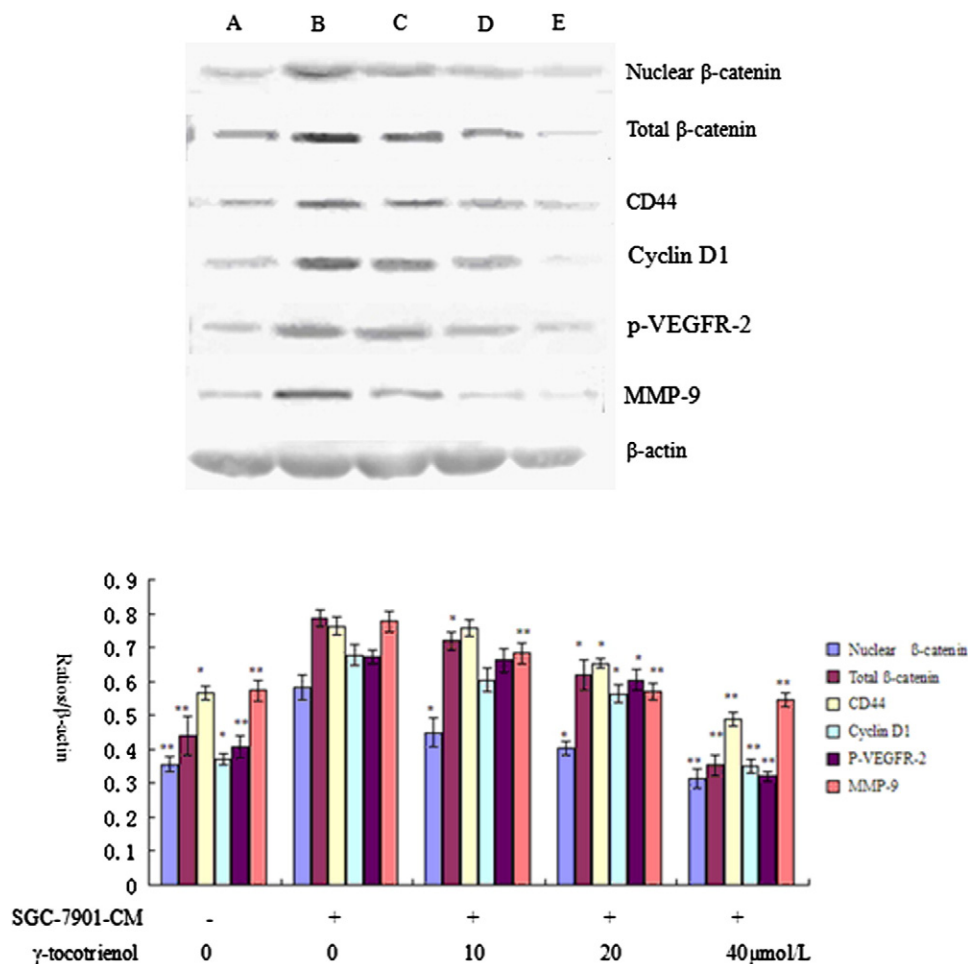 A B C D E
Nuclear β-catenin
Total β-catenin
CD44
Cyclin D1
p-VEGFR-2
MMP-9
β-actin
Ratios/β-actin
0.9
0.8
0.7
0.6
0.5
0.4
0.3
0.2
0.1
0
** ** * * ** **
* **
* * * * * **
** ** ** ** ** **
Nuclear ß-catenin
Total ß-catenin
CD44
Cyclin D1
P-VEGFR-2
MMP-9
SGC-7901-CM - + + + +
γ-tocotrienol 0 0 10 20 40μmol/L